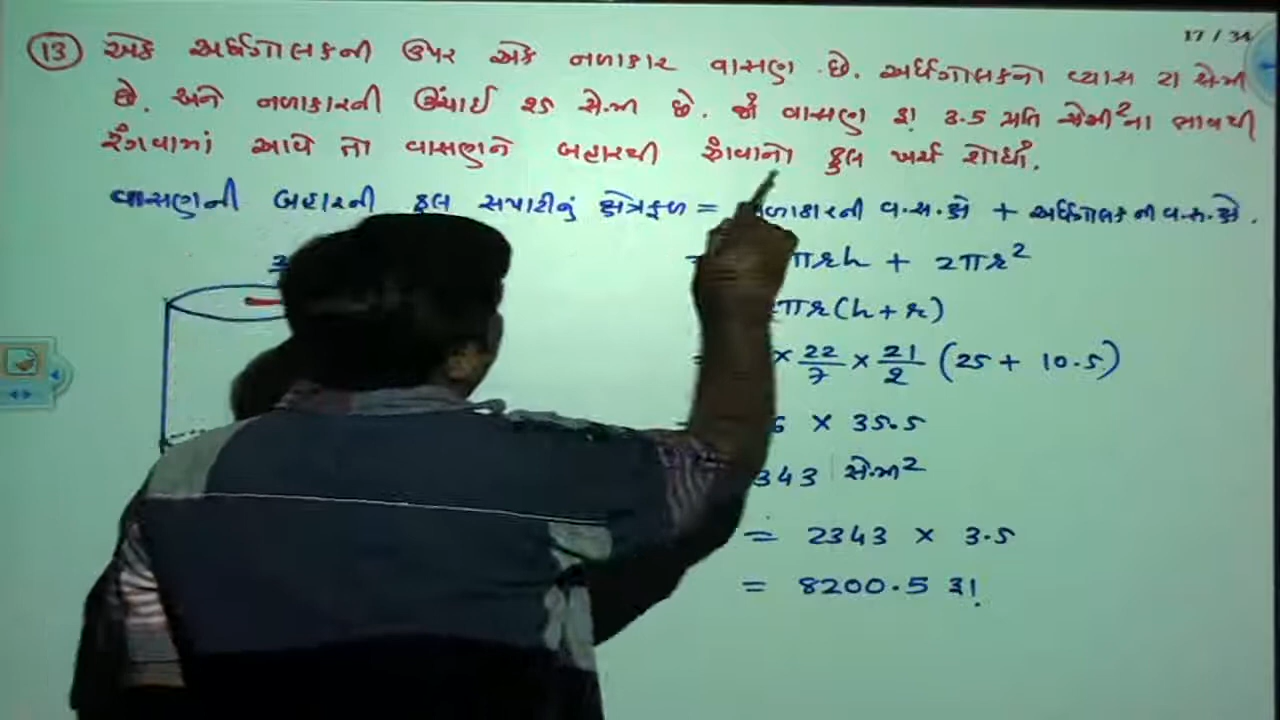 17 / 34
13 એક અર્ધગોલકની ઉપર એક નળાકાર વાસણ છે. અર્ધગોલકનો વ્યાસ ૨૧ સેમી
છે. અને નળાકારની ઊંચાઈ ૨૫ સે.મી છે. જો વાસણ રૂ! 3.5 પ્રતિ સેમી²ના ભાવથી
રંગવામાં આવે તો વાસણને બહારથી રંગવાનો કુલ ખર્ચ શોધો.
વાસણની બહારની કુલ સપાટીનું ક્ષેત્રફળ = નળાકારની વ.સ.ક્ષે + અર્ધગોલકની વ.સ.ક્ષે.
πrh + 2πr²
πr(h+r)
× 22/7 × 21/2 (25 + 10.5)
× 35.5
343 સે.મી²
= 2343 × 3.5
= 8200.5 રૂ!.